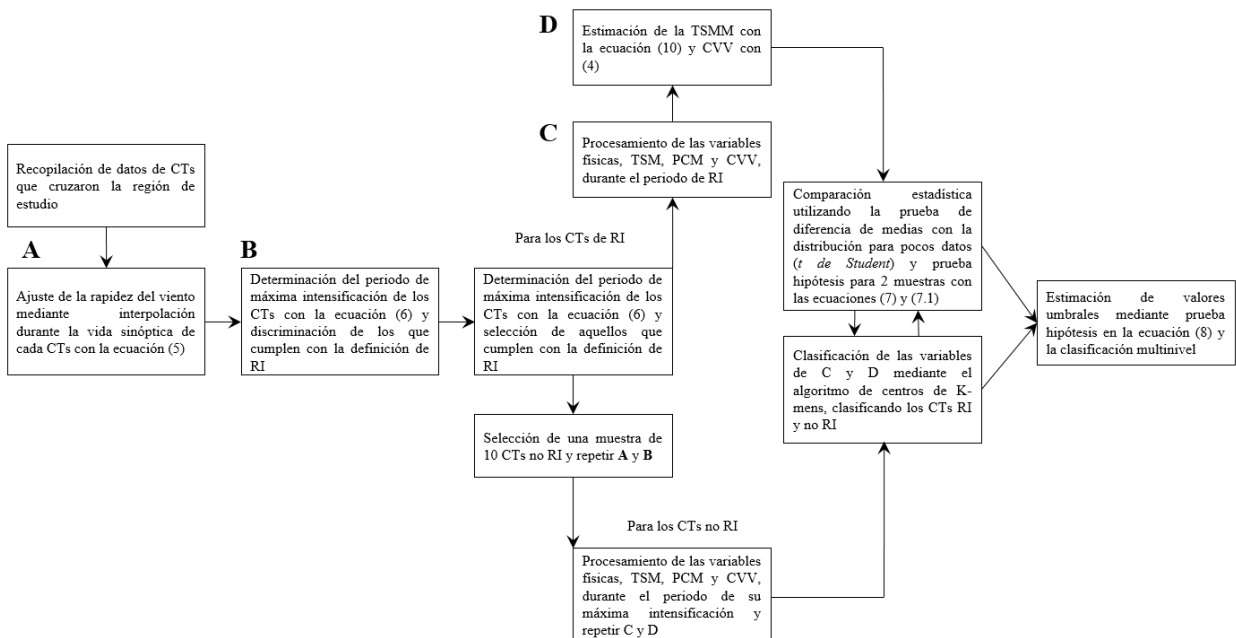 D
Estimación de la TSMM con
la ecuación (10) y CVV con
(4)
C
Procesamiento de las variables
físicas, TSM, PCM y CVV,
durante el periodo de RI
Recopilación de datos de CTs
que cruzaron la región de
estudio
A
Ajuste de la rapidez del viento
mediante interpolación
durante la vida sinóptica de
cada CTs con la ecuación (5)
B
Determinación del periodo de
máxima intensificación de los
CTs con la ecuación (6) y
discriminación de los que
cumplen con la definición de
RI
Para los CTs de RI
Determinación del periodo de
máxima intensificación de los
CTs con la ecuación (6) y
selección de aquellos que
cumplen con la definición de
RI
Selección de una muestra de
10 CTs no RI y repetir A y B
Para los CTs no RI
Procesamiento de las variables
físicas, TSM, PCM y CVV,
durante el periodo de su
máxima intensificación y
repetir C y D
Comparación estadística
utilizando la prueba de
diferencia de medias con la
distribución para pocos datos
(t de Student) y prueba
hipótesis para 2 muestras con
las ecuaciones (7) y (7.1)
Clasificación de las variables
de C y D mediante el
algoritmo de centros de K-
mens, clasificando los CTs RI
y no RI
Estimación de valores
umbrales mediante prueba
hipótesis en la ecuación (8) y
la clasificación multinivel